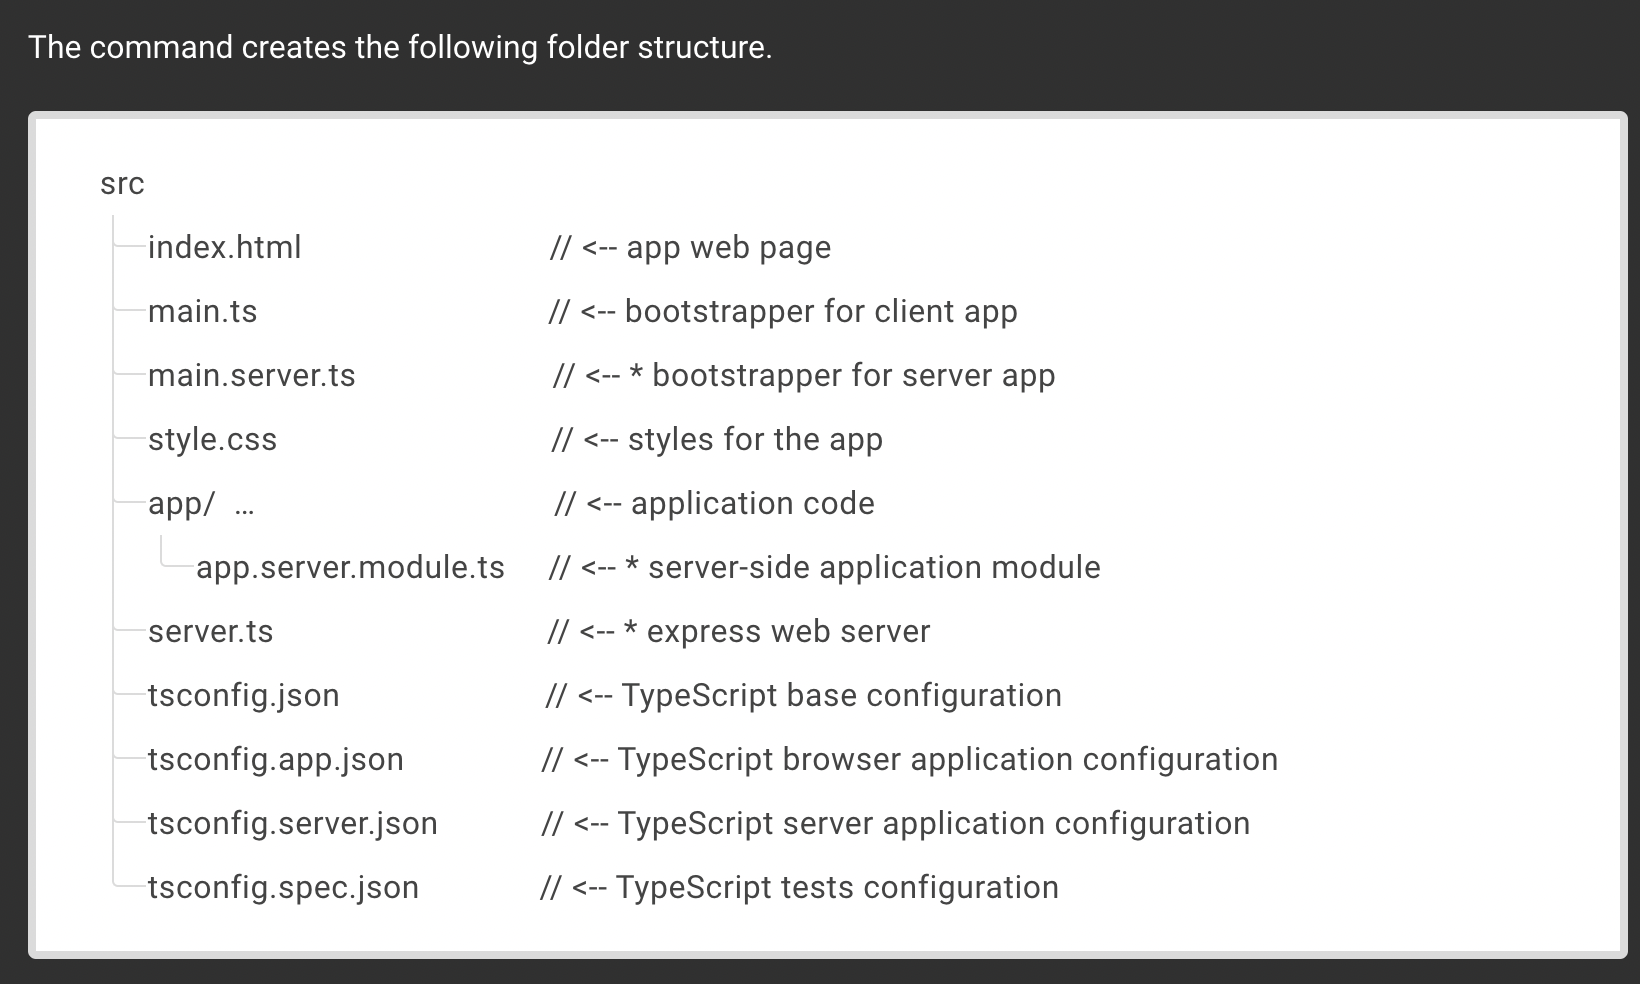 The command creates the following folder structure.
src
index.html // <-- app web page
main.ts // <-- bootstrapper for client app
main.server.ts // <-- * bootstrapper for server app
style.css // <-- styles for the app
app/ ... // <-- application code
app.server.module.ts // <-- * server-side application module
server.ts // <-- * express web server
tsconfig.json // <-- TypeScript base configuration
tsconfig.app.json // <-- TypeScript browser application configuration
tsconfig.server.json // <-- TypeScript server application configuration
tsconfig.spec.json // <-- TypeScript tests configuration